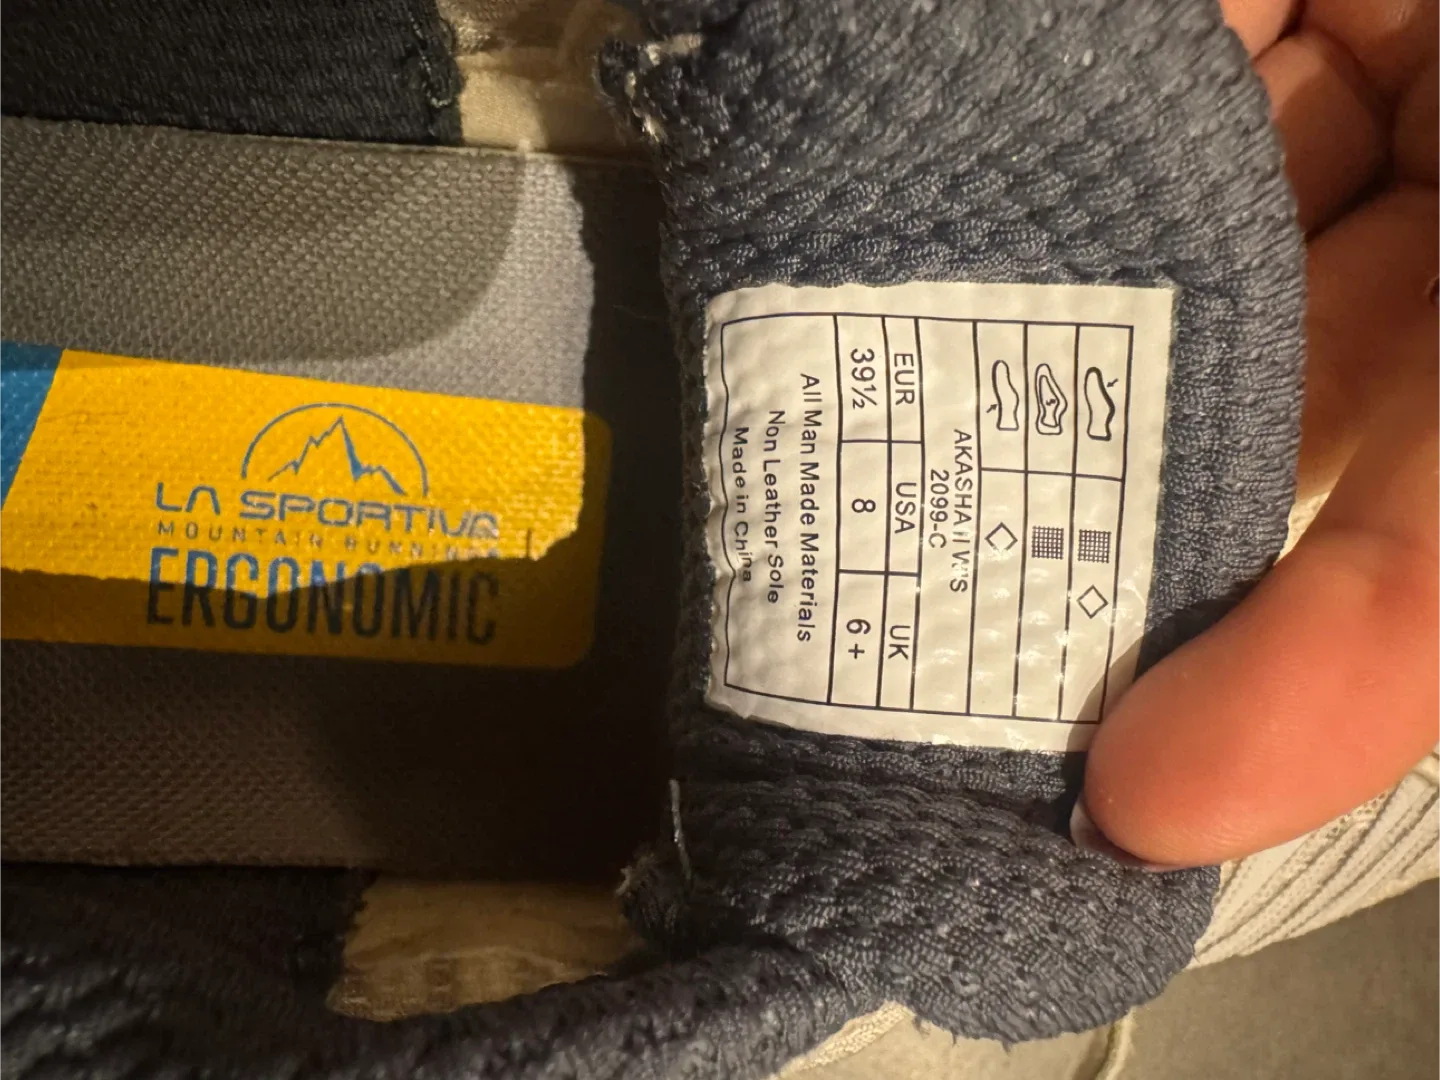 LA SPORTIVA
MOUNTAIN RUNNING
ERGONOMIC
AKASHA II W'S
2099-C
EUR USA UK
39½ 8 6+
All Man Made Materials
Non Leather Sole
Made in China